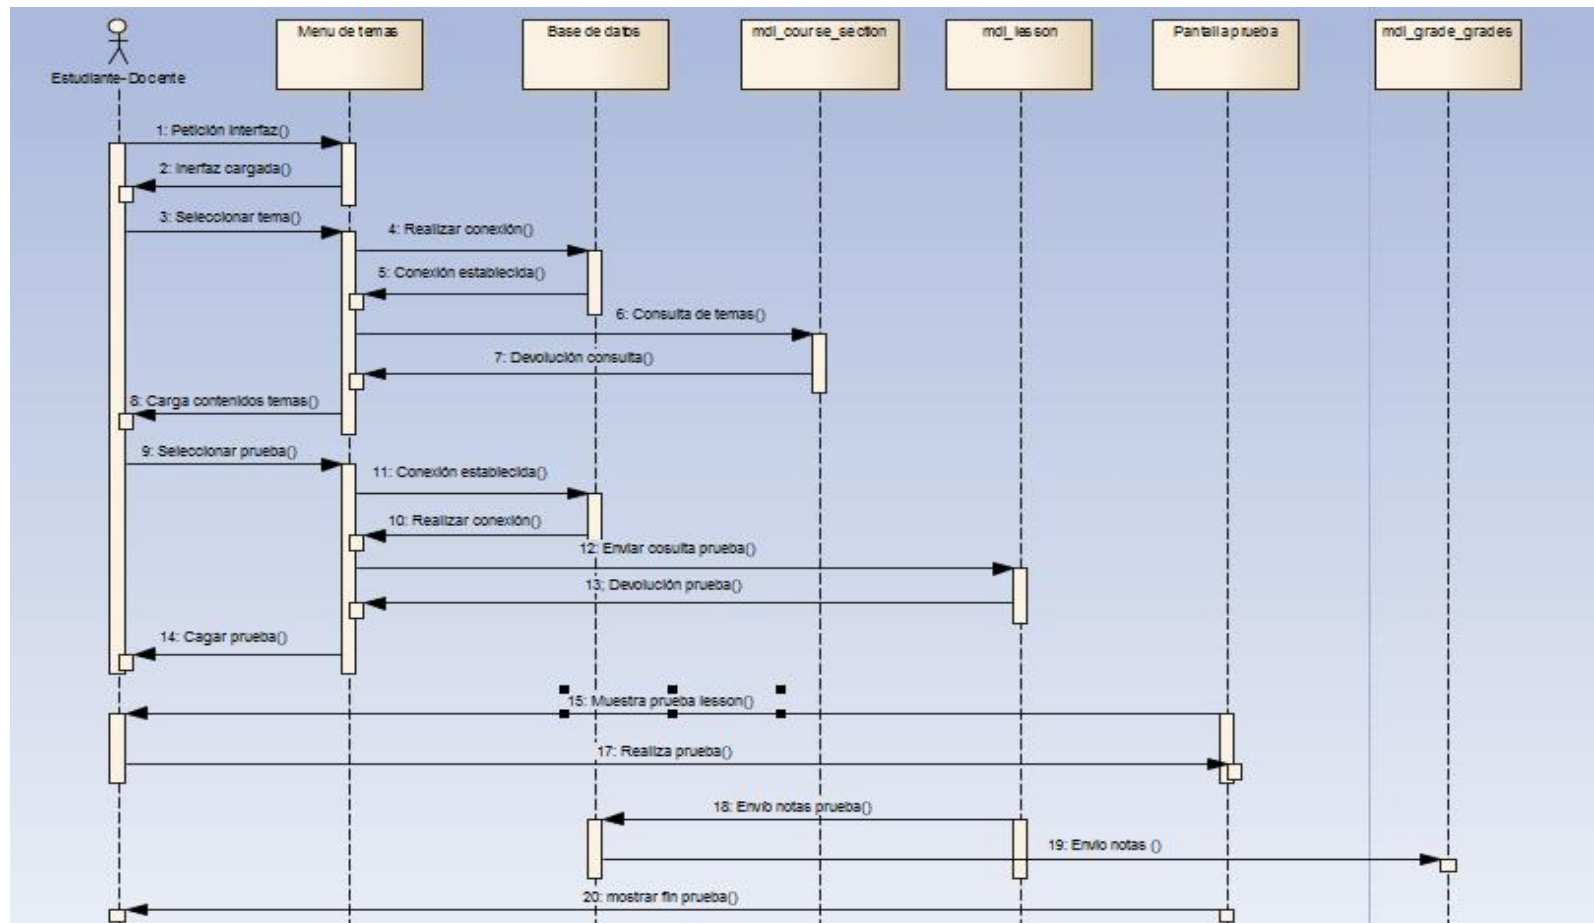 Estudiante-Docente
Menu de temas
Base de datos
mdl_course_section
mdl_lesson
Pantalla prueba
mdl_grade_grades
1: Petición Interfaz()
2: Inerfaz cargada()
3: Seleccionar tema()
4: Realizar conexión()
5: Conexión establecida()
6: Consulta de temas()
7: Devolución consulta()
8: Carga contenidos temas()
9: Seleccionar prueba()
11: Conexión establecida()
10: Realizar conexión()
12: Enviar cosulta prueba()
13; Devolución prueba()
14: Cagar prueba()
15: Muestra prueba lesson()
17: Realiza prueba()
18: Envío notas prueba()
19: Envio notas ()
20: mostrar fin prueba()